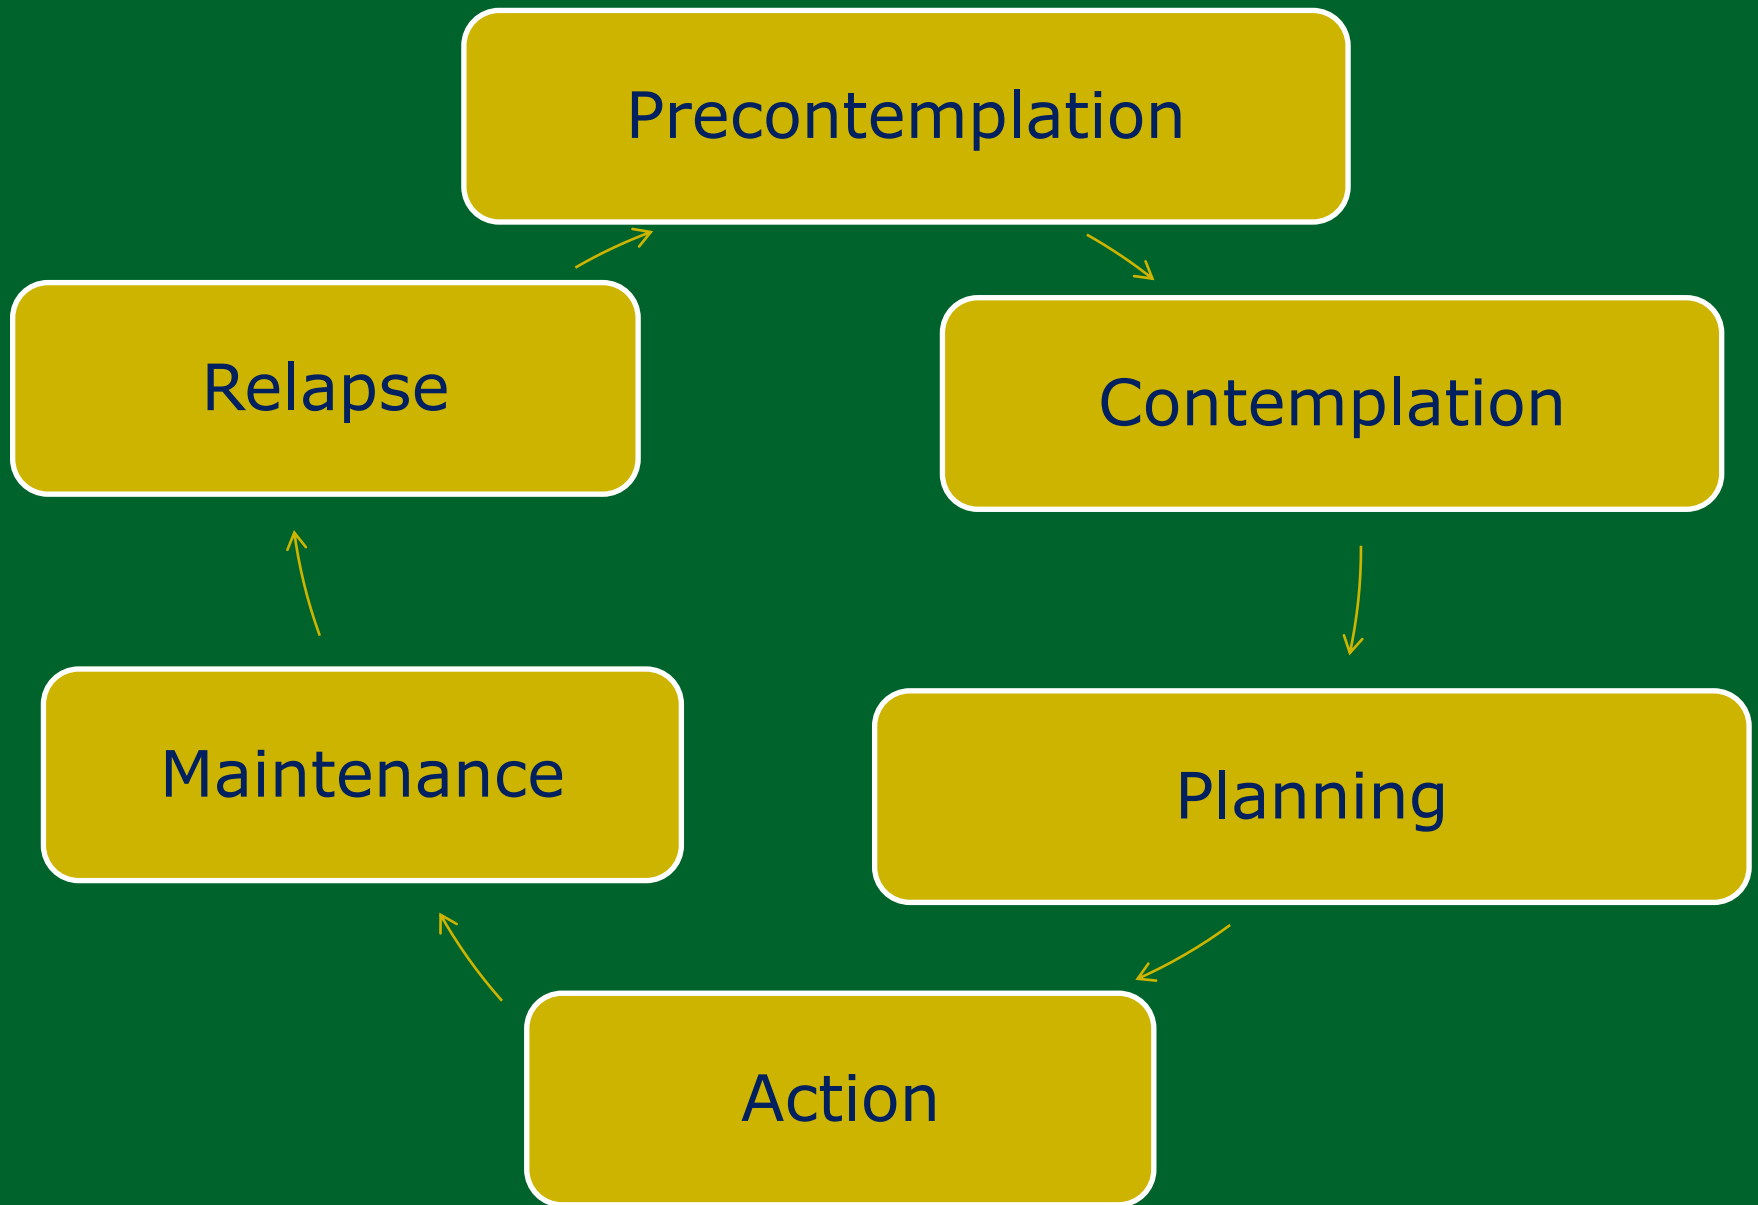 Precontemplation
Contemplation
Planning
Action
Maintenance
Relapse